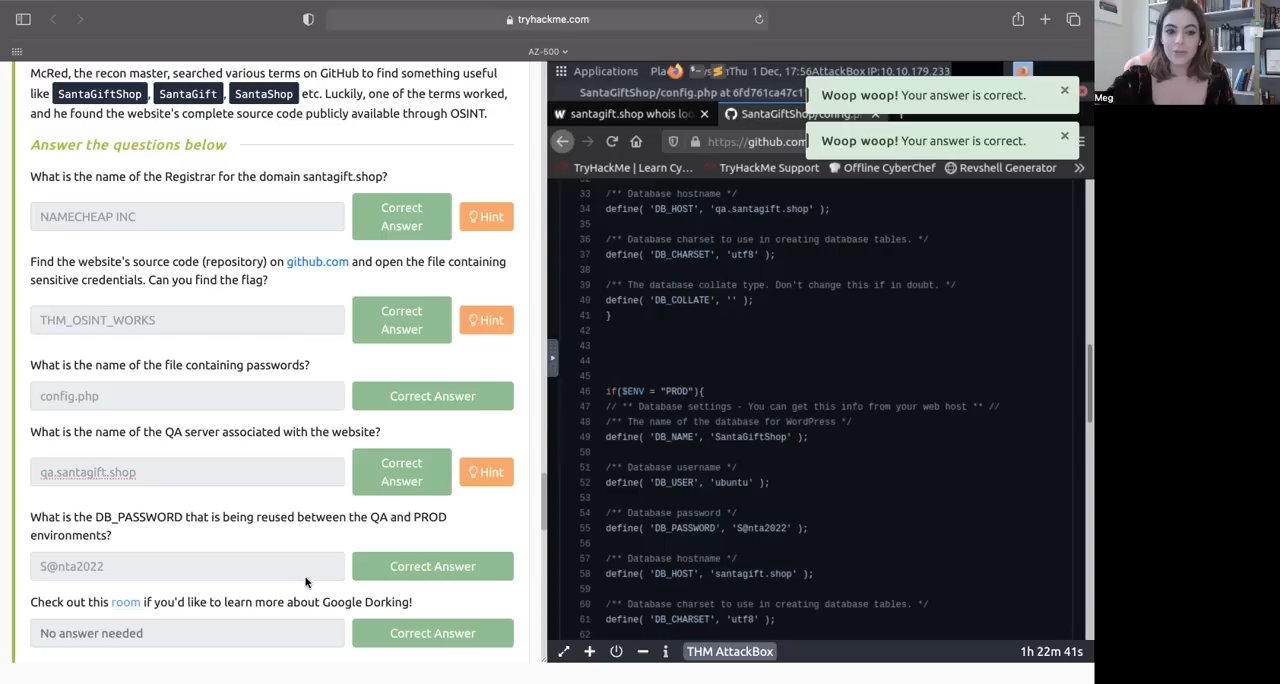 tryhackme.com
AZ-500
McRed, the recon master, searched various terms on GitHub to find something useful
like SantaGiftShop, SantaGift, SantaShop etc. Luckily, one of the terms worked,
and he found the website's complete source code publicly available through OSINT.
Answer the questions below
What is the name of the Registrar for the domain santagift.shop?
NAMECHEAP INC
Correct
Answer
Hint
Find the website's source code (repository) on github.com and open the file containing
sensitive credentials. Can you find the flag?
THM_OSINT_WORKS
Correct
Answer
Hint
What is the name of the file containing passwords?
config.php
Correct Answer
What is the name of the QA server associated with the website?
qa.santagift.shop
Correct
Answer
Hint
What is the DB_PASSWORD that is being reused between the QA and PROD
environments?
S@nta2022
Correct Answer
Check out this room if you'd like to learn more about Google Dorking!
No answer needed
Correct Answer
Applications
Thu 1 Dec, 17:56 AttackBox IP:10.10.179.233
SantaGiftShop/config.php at 6fd761ca47c1
Woop woop! Your answer is correct.
Woop woop! Your answer is correct.
santagift.shop whois loo
SantaGiftShop/config.p
https://github.com
TryHackMe | Learn Cy…
TryHackMe Support
Offline CyberChef
Revshell Generator
33 /** Database hostname */
34 define( 'DB_HOST', 'qa.santagift.shop' );
35
36 /** Database charset to use in creating database tables. */
37 define( 'DB_CHARSET', 'utf8' );
38
39 /** The database collate type. Don't change this if in doubt. */
40 define( 'DB_COLLATE', '' );
41 }
42
43
44
45
46 if($ENV = "PROD"){
47 // ** Database settings - You can get this info from your web host ** //
48 /** The name of the database for WordPress */
49 define( 'DB_NAME', 'SantaGiftShop' );
50
51 /** Database username */
52 define( 'DB_USER', 'ubuntu' );
53
54 /** Database password */
55 define( 'DB_PASSWORD', 'S@nta2022' );
56
57 /** Database hostname */
58 define( 'DB_HOST', 'santagift.shop' );
59
60 /** Database charset to use in creating database tables. */
61 define( 'DB_CHARSET', 'utf8' );
62
THM AttackBox
1h 22m 41s
Meg